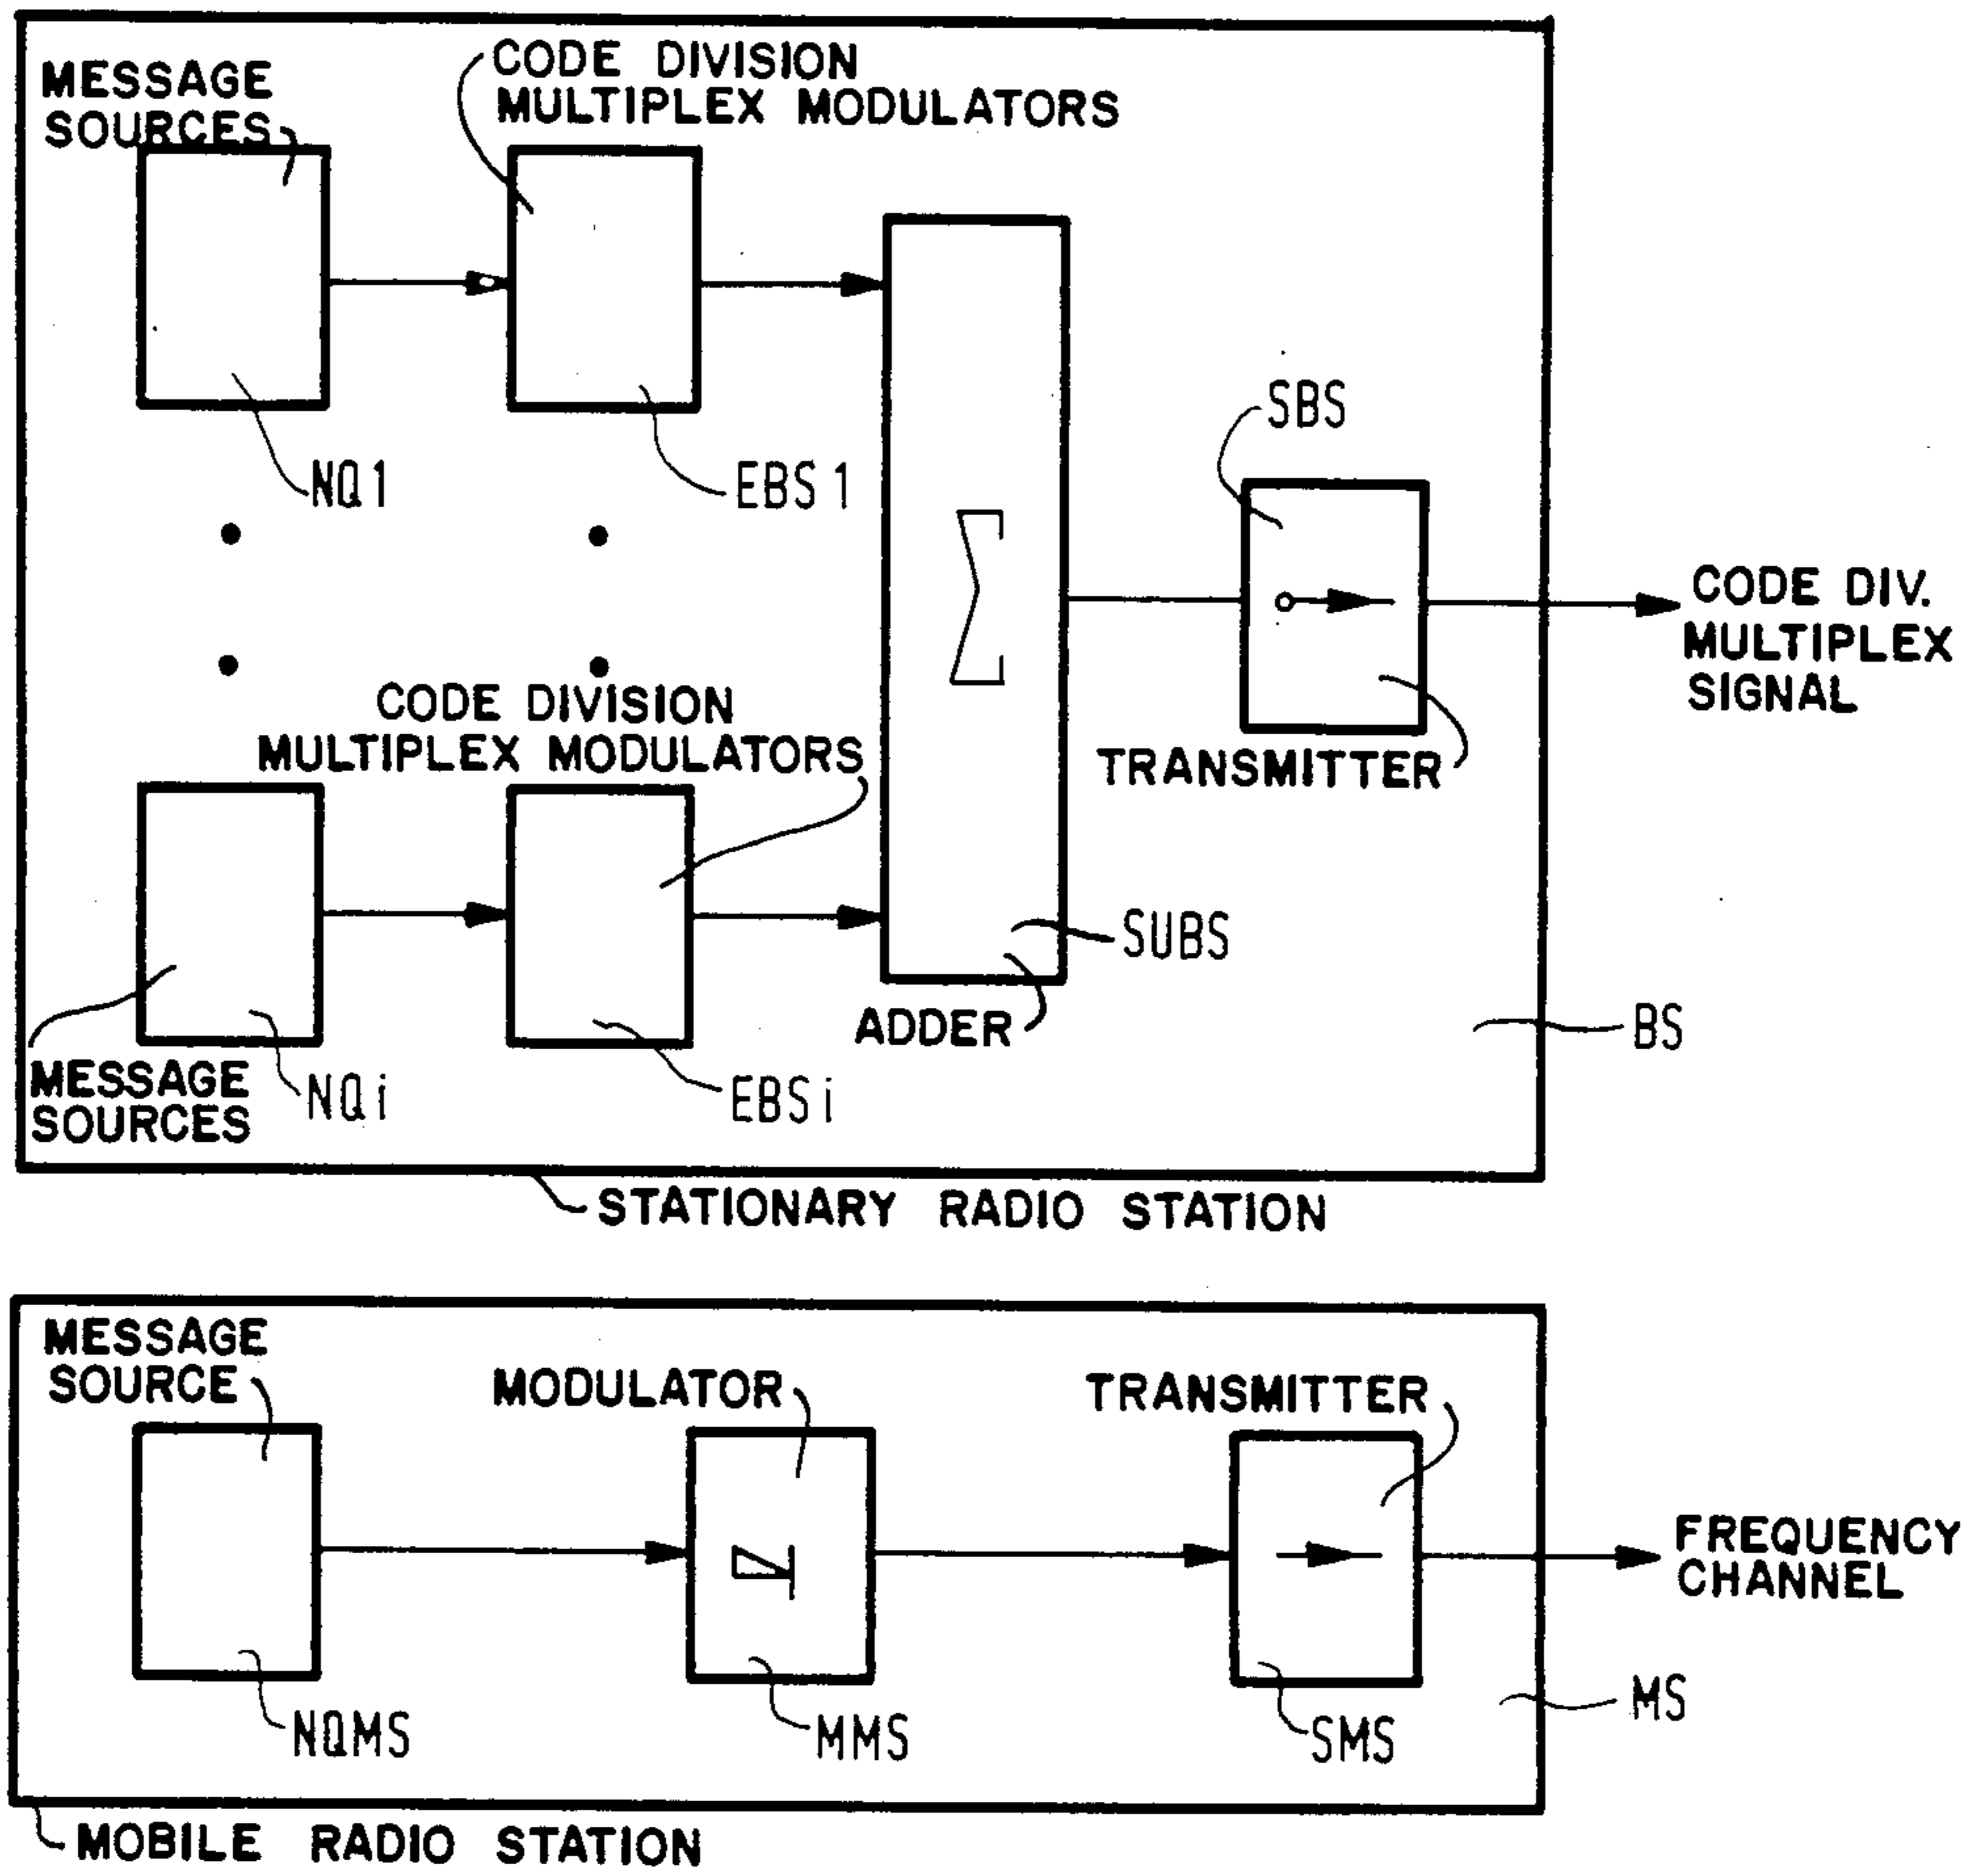 MESSAGE
SOURCES
CODE DIVISION
MULTIPLEX MODULATORS
NQ1
EBS1
SBS
Σ
CODE DIV.
MULTIPLEX
SIGNAL
CODE DIVISION
MULTIPLEX MODULATORS
TRANSMITTER
SUBS
ADDER
BS
MESSAGE
SOURCES
NQi
EBSi
STATIONARY RADIO STATION
MESSAGE
SOURCE
MODULATOR
TRANSMITTER
FREQUENCY
CHANNEL
NQMS
MMS
SMS
MS
MOBILE RADIO STATION